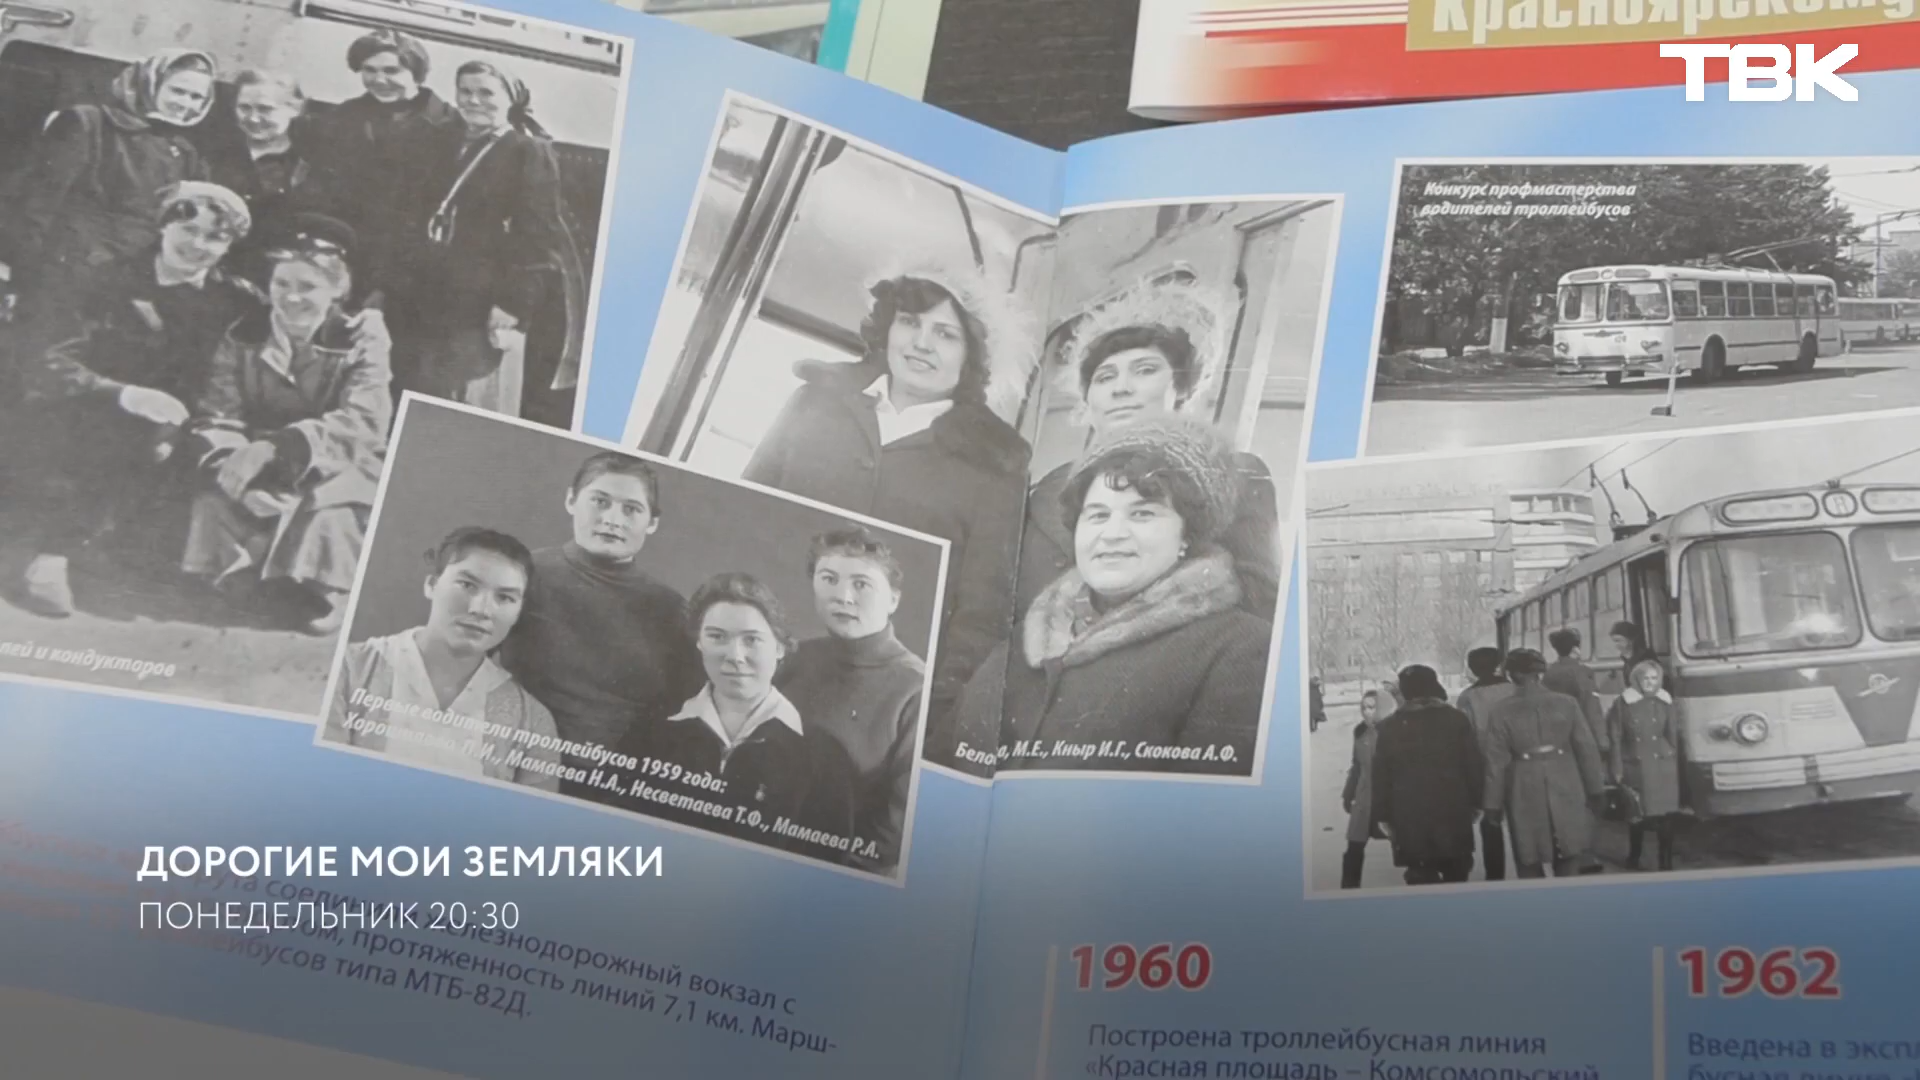 Красноярскому
ТВК
Конкурс профмастерства
водителей троллейбусов
лей и кондукторов
Первые водители троллейбусов 1959 года:
П.И., Мамаева Н.А., Несветаева Т.Ф., Мамаева Р.А.
М.Е., Кныр И.Г., Скокова А.Ф.
ДОРОГИЕ МОИ ЗЕМЛЯКИ
ПОНЕДЕЛЬНИК 20:30
соединили железнодорожный вокзал с
протяженность линий 7,1 км. Марш-
типа МТБ-82Д.
1960
Построена троллейбусная линия
«Красная площадь – Комсомольский
1962
Введена в экспл